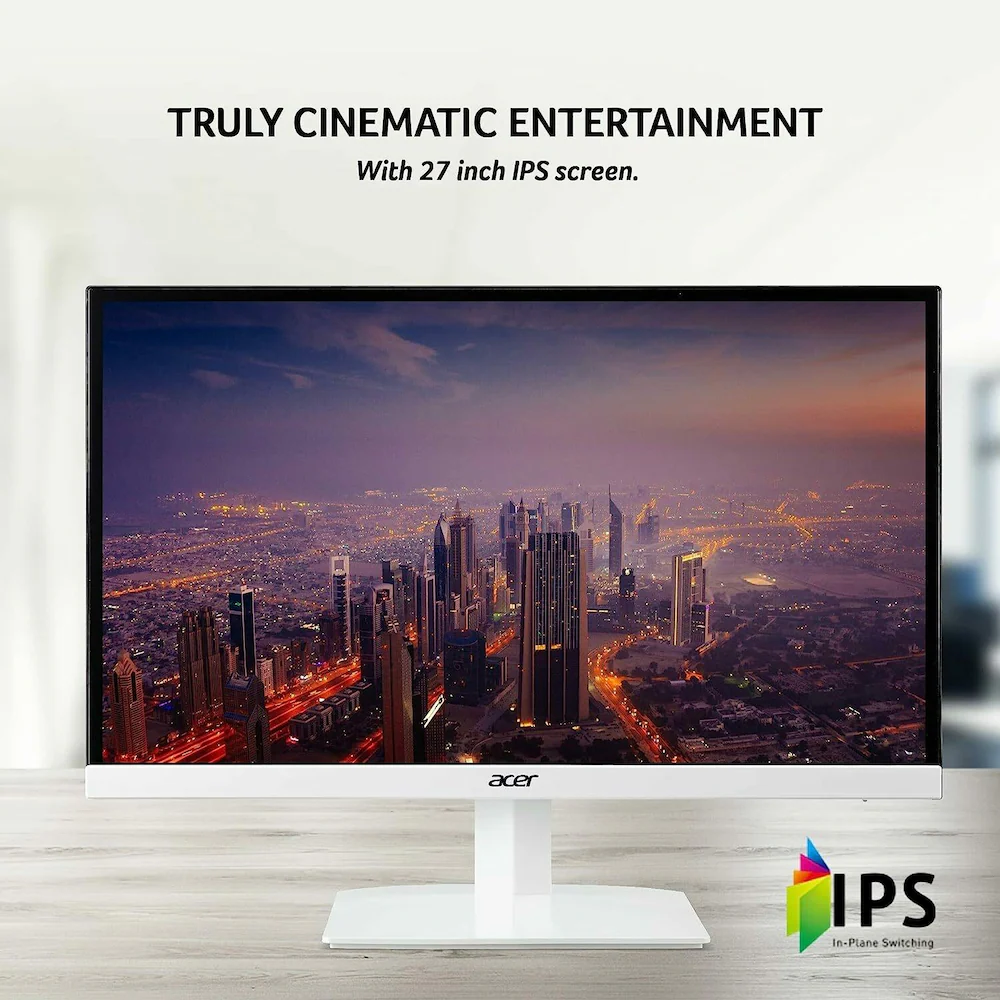 TRULY CINEMATIC ENTERTAINMENT
With 27 inch IPS screen.
acer
IPS
In-Plane Switching